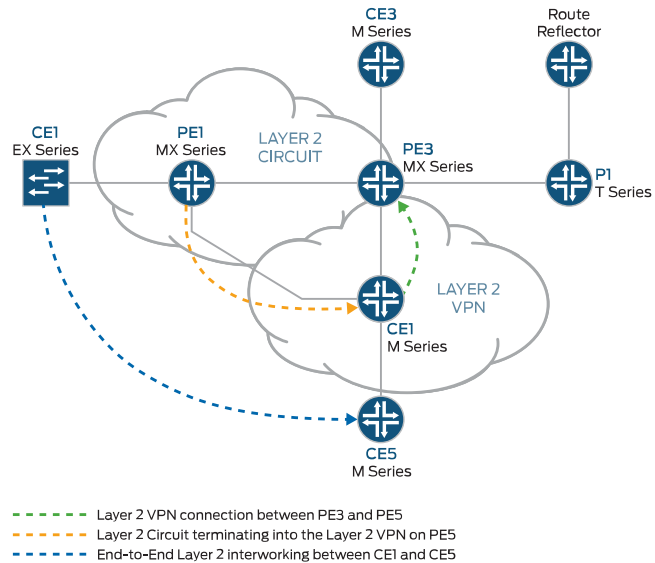 CE3
M Series
Route
Reflector
CE1
EX Series
PE1
MX Series
LAYER 2
CIRCUIT
PE3
MX Series
P1
T Series
LAYER 2
VPN
CE1
M Series
CE5
M Series
Layer 2 VPN connection between PE3 and PE5
Layer 2 Circuit terminating into the Layer 2 VPN on PE5
End-to-End Layer 2 interworking between CE1 and CE5